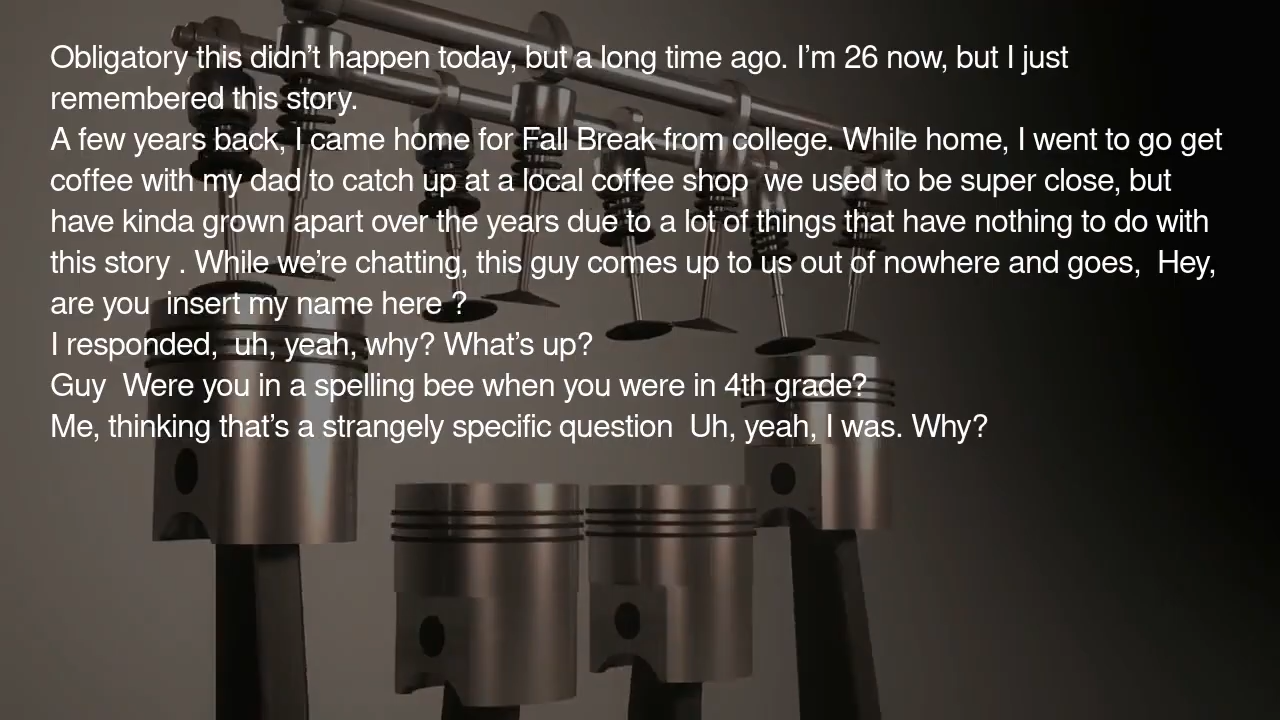 Obligatory this didn’t happen today, but a long time ago. I’m 26 now, but I just
remembered this story.
A few years back, I came home for Fall Break from college. While home, I went to go get
coffee with my dad to catch up at a local coffee shop  we used to be super close, but
have kinda grown apart over the years due to a lot of things that have nothing to do with
this story . While we’re chatting, this guy comes up to us out of nowhere and goes,  Hey,
are you  insert my name here ?
I responded,  uh, yeah, why? What’s up?
Guy  Were you in a spelling bee when you were in 4th grade?
Me, thinking that’s a strangely specific question  Uh, yeah, I was. Why?